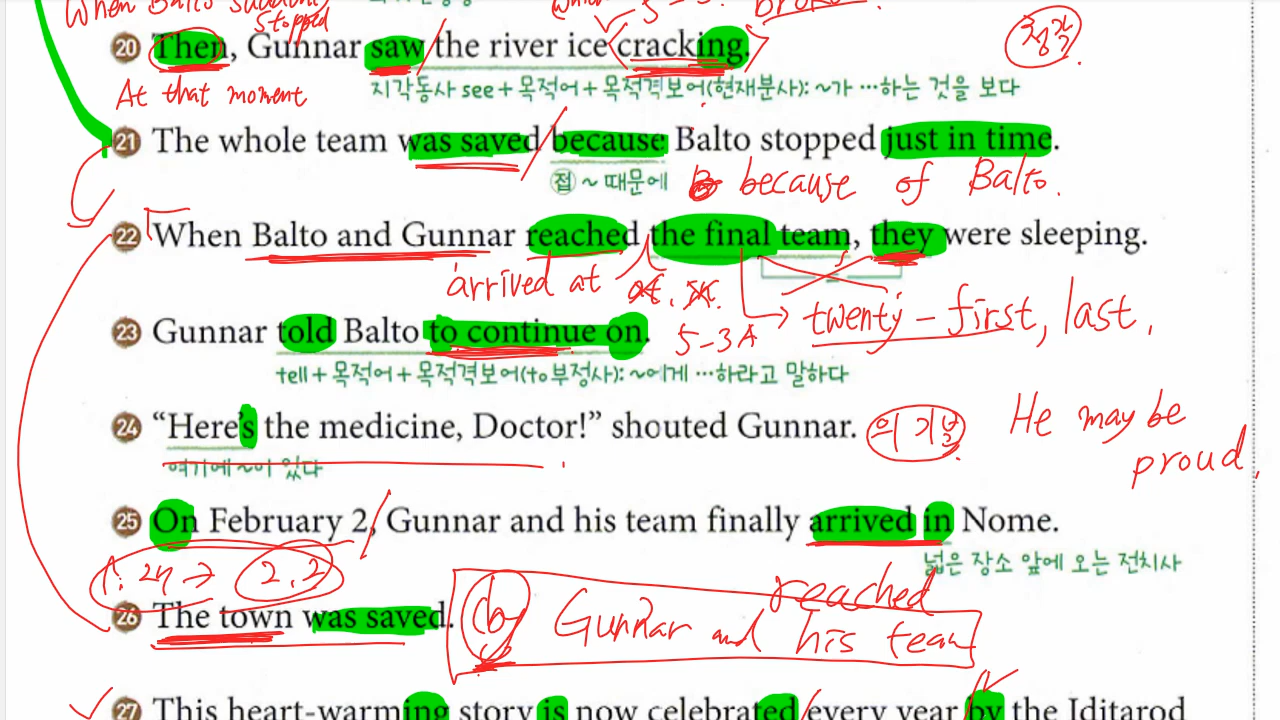 When Balto suddenly stopped
20 Then, Gunnar saw the river ice cracking. 청각
At that moment 지각동사 see + 목적어 + 목적격보어(현재분사): ~가 …하는 것을 보다
21 The whole team was saved because Balto stopped just in time.
접 ~ 때문에 because of Balto.
22 When Balto and Gunnar reached the final team, they were sleeping.
arrived at twenty-first, last,
23 Gunnar told Balto to continue on. 5-3A
tell + 목적어 + 목적격보어(to부정사): ~에게 …하라고 말하다
24 “Here’s the medicine, Doctor!” shouted Gunnar. 의기양 He may be proud.
여기에 ~이 있다
25 On February 2, Gunnar and his team finally arrived in Nome.
넓은 장소 앞에 오는 전치사
1. 27 → 2. 2 reached
26 The town was saved. by Gunnar and his team
27 This heart-warming story is now celebrated every year by the Iditarod